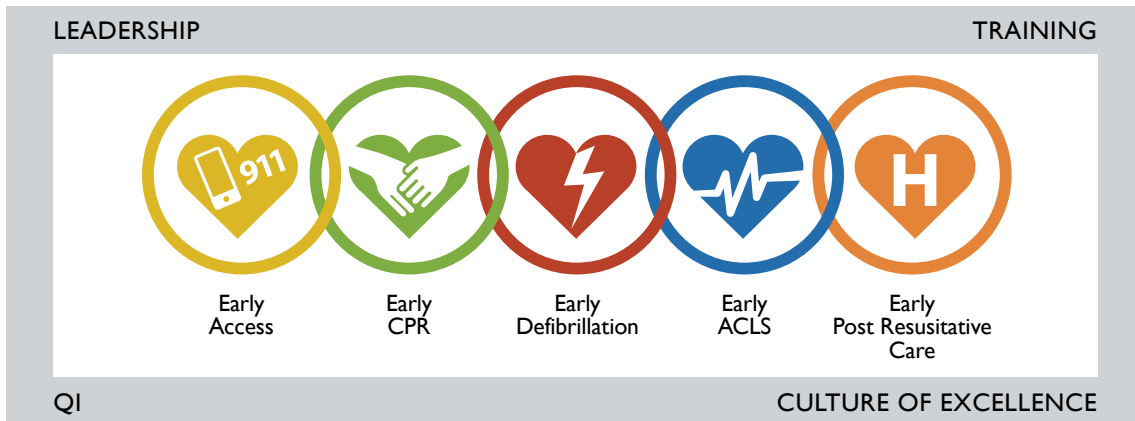 LEADERSHIP
TRAINING
911
H
Early
Access
Early
CPR
Early
Defibrillation
Early
ACLS
Early
Post Resusitative
Care
QI
CULTURE OF EXCELLENCE